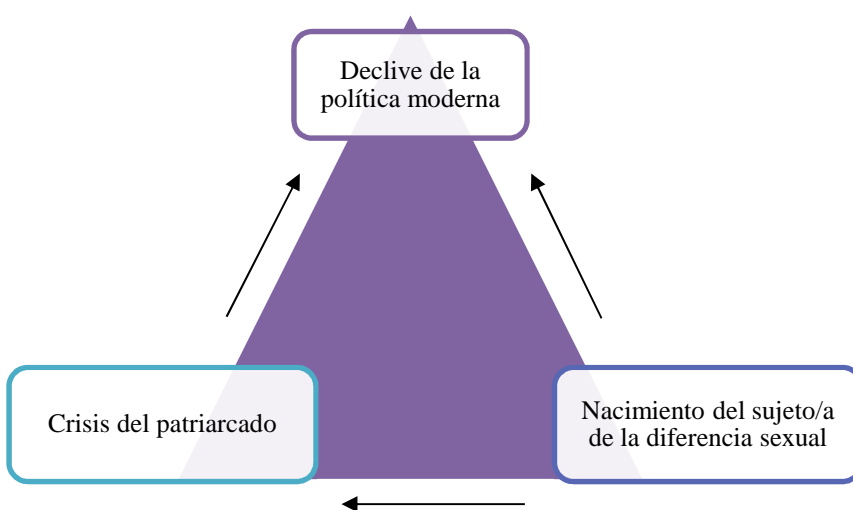 Declive de la
política moderna
Crisis del patriarcado
Nacimiento del sujeto/a
de la diferencia sexual